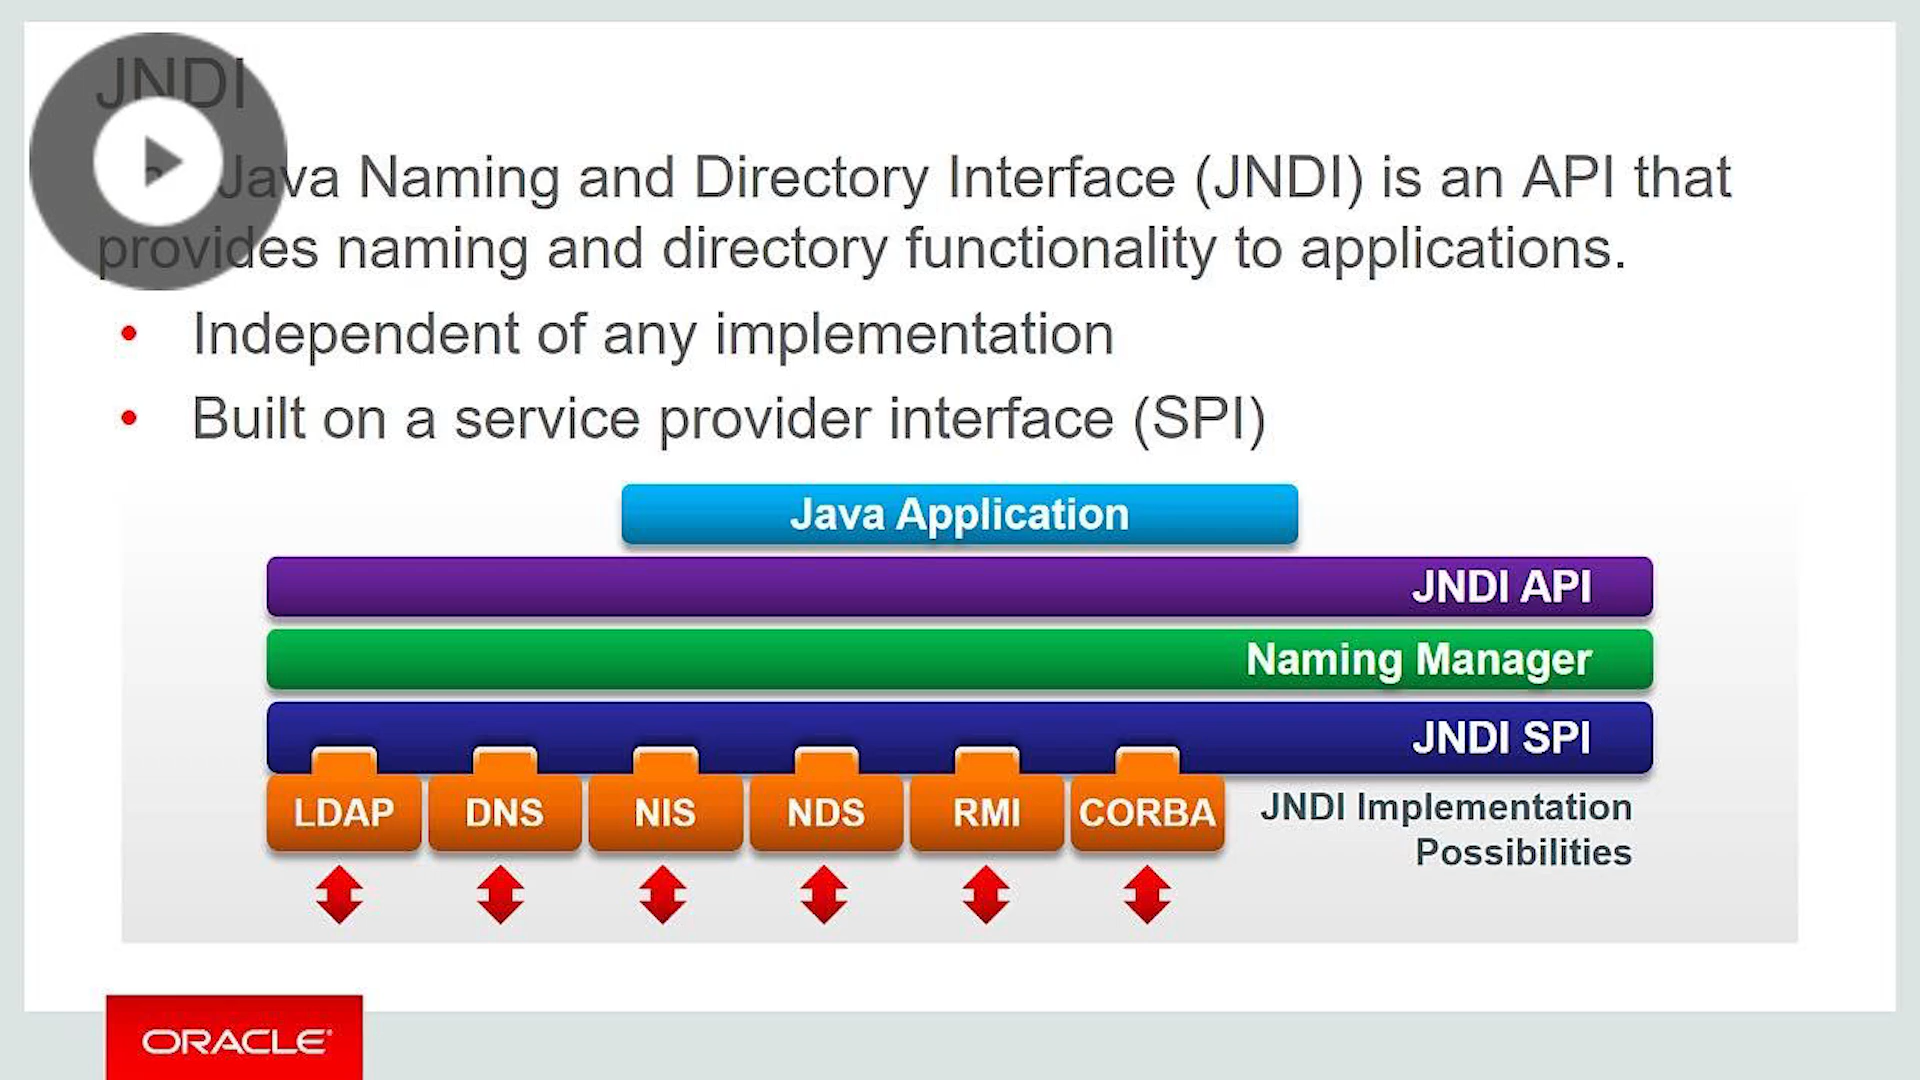 JNDI
Java Naming and Directory Interface (JNDI) is an API that
provides naming and directory functionality to applications.
• Independent of any implementation
• Built on a service provider interface (SPI)
Java Application
JNDI API
Naming Manager
JNDI SPI
LDAP DNS NIS NDS RMI CORBA
JNDI Implementation
Possibilities
ORACLE